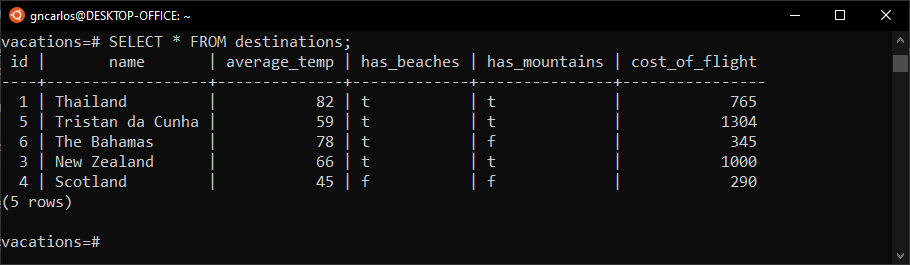 gncarlos@DESKTOP-OFFICE: ~
vacations=# SELECT * FROM destinations;
 id |       name       | average_temp | has_beaches | has_mountains | cost_of_flight
----+------------------+--------------+-------------+---------------+----------------
  1 | Thailand         |           82 | t           | t             |            765
  5 | Tristan da Cunha |           59 | t           | t             |           1304
  6 | The Bahamas      |           78 | t           | f             |            345
  3 | New Zealand      |           66 | t           | t             |           1000
  4 | Scotland         |           45 | f           | f             |            290
(5 rows)
vacations=#